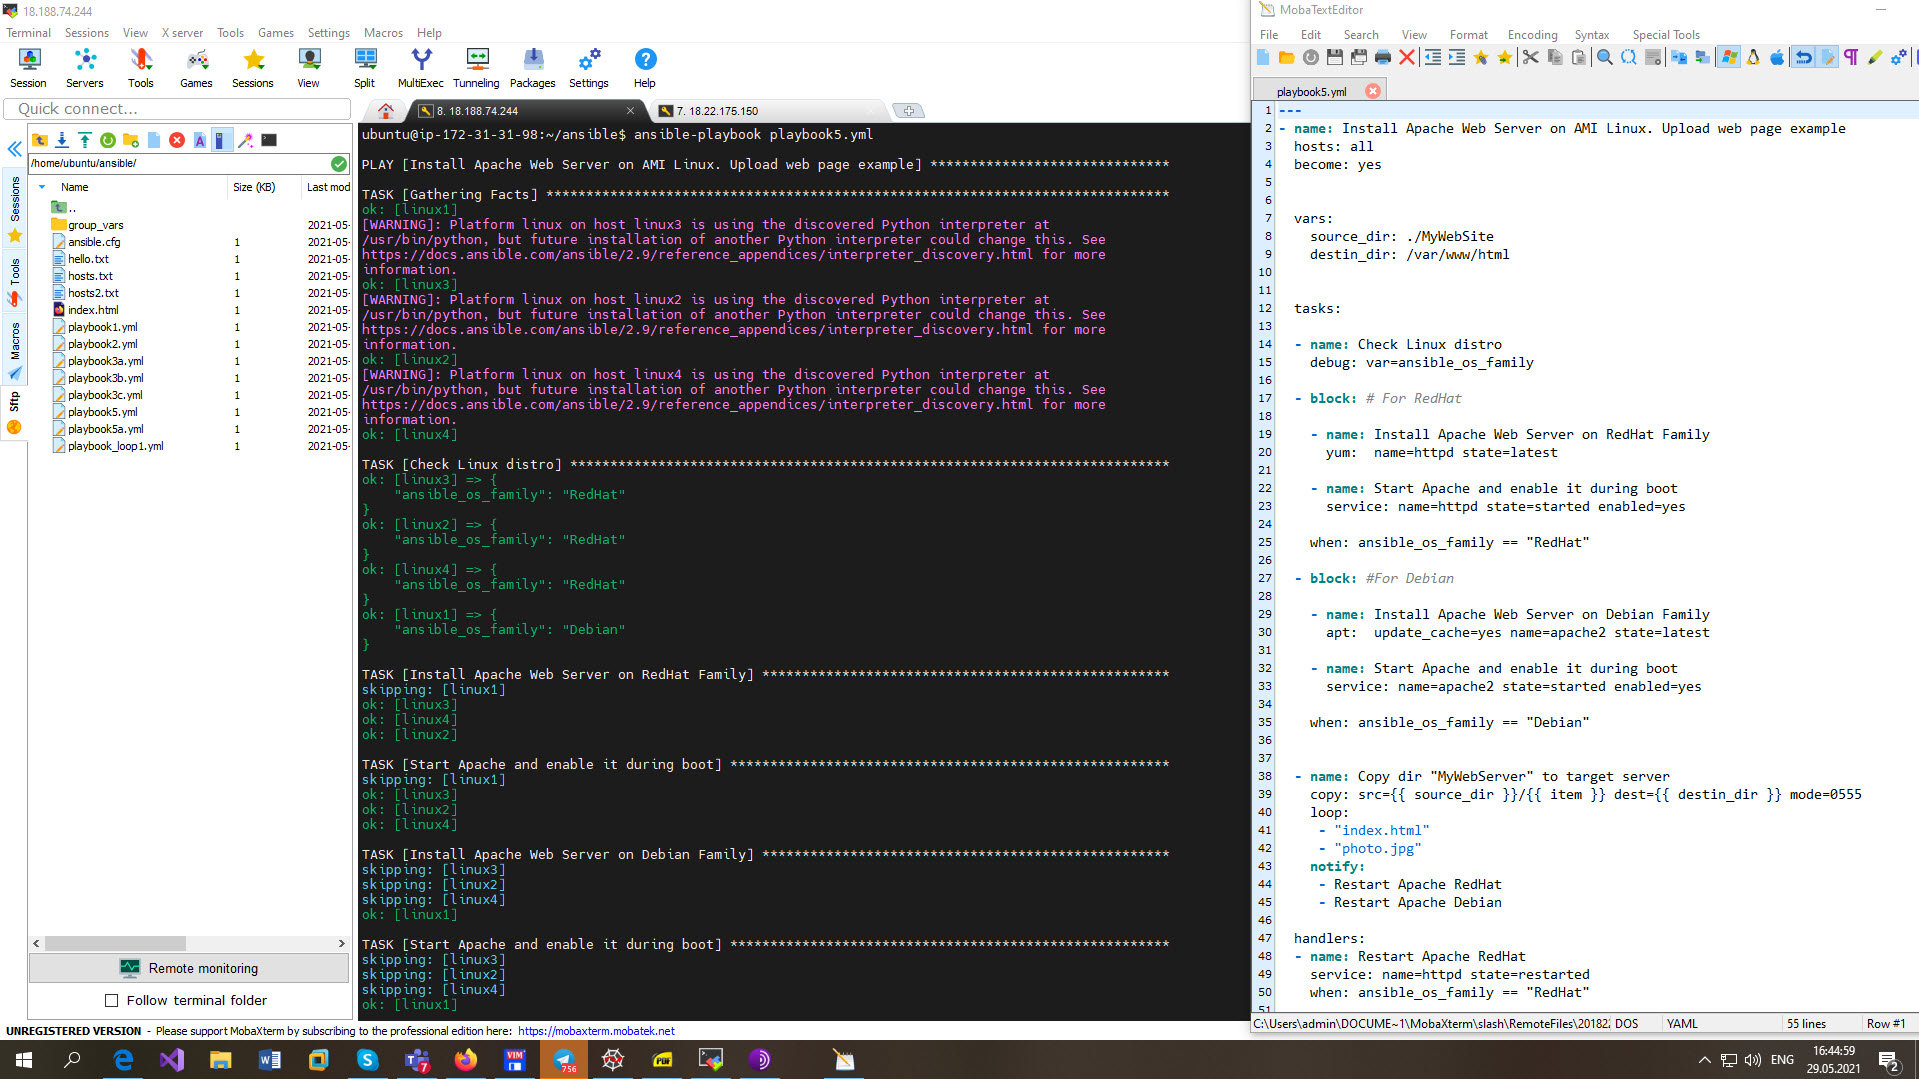 18.188.74.244
Terminal Sessions View X server Tools Games Settings Macros Help
Session Servers Tools Games Sessions View Split MultiExec Tunneling Packages Settings Help
Quick connect...
8. 18.188.74.244
7. 18.22.175.150
/home/ubuntu/ansible/
Sessions
Tools
Macros
Sftp
Name Size (KB) Last mod
..
group_vars 2021-05-
ansible.cfg 1 2021-05-
hello.txt 1 2021-05-
hosts.txt 1 2021-05-
hosts2.txt 1 2021-05-
index.html 1 2021-05-
playbook1.yml 1 2021-05-
playbook2.yml 1 2021-05-
playbook3a.yml 1 2021-05-
playbook3b.yml 1 2021-05-
playbook3c.yml 1 2021-05-
playbook5.yml 1 2021-05-
playbook5a.yml 1 2021-05-
playbook_loop1.yml 1 2021-05-
Remote monitoring
Follow terminal folder
ubuntu@ip-172-31-31-98:~/ansible$ ansible-playbook playbook5.yml
PLAY [Install Apache Web Server on AMI Linux. Upload web page example] ******************************
TASK [Gathering Facts] ******************************************************************************
ok: [linux1]
[WARNING]: Platform linux on host linux3 is using the discovered Python interpreter at
/usr/bin/python, but future installation of another Python interpreter could change this. See
https://docs.ansible.com/ansible/2.9/reference_appendices/interpreter_discovery.html for more
information.
ok: [linux3]
[WARNING]: Platform linux on host linux2 is using the discovered Python interpreter at
/usr/bin/python, but future installation of another Python interpreter could change this. See
https://docs.ansible.com/ansible/2.9/reference_appendices/interpreter_discovery.html for more
information.
ok: [linux2]
[WARNING]: Platform linux on host linux4 is using the discovered Python interpreter at
/usr/bin/python, but future installation of another Python interpreter could change this. See
https://docs.ansible.com/ansible/2.9/reference_appendices/interpreter_discovery.html for more
information.
ok: [linux4]
TASK [Check Linux distro] ***************************************************************************
ok: [linux3] => {
"ansible_os_family": "RedHat"
}
ok: [linux2] => {
"ansible_os_family": "RedHat"
}
ok: [linux4] => {
"ansible_os_family": "RedHat"
}
ok: [linux1] => {
"ansible_os_family": "Debian"
}
TASK [Install Apache Web Server on RedHat Family] ***************************************************
skipping: [linux1]
ok: [linux3]
ok: [linux4]
ok: [linux2]
TASK [Start Apache and enable it during boot] *******************************************************
skipping: [linux1]
ok: [linux3]
ok: [linux2]
ok: [linux4]
TASK [Install Apache Web Server on Debian Family] ***************************************************
skipping: [linux3]
skipping: [linux2]
skipping: [linux4]
ok: [linux1]
TASK [Start Apache and enable it during boot] *******************************************************
skipping: [linux3]
skipping: [linux2]
skipping: [linux4]
ok: [linux1]
UNREGISTERED VERSION - Please support MobaXterm by subscribing to the professional edition here: https://mobaxterm.mobatek.net
MobaTextEditor
File Edit Search View Format Encoding Syntax Special Tools
playbook5.yml
1 ---
2 - name: Install Apache Web Server on AMI Linux. Upload web page example
3 hosts: all
4 become: yes
5
6
7 vars:
8 source_dir: ./MyWebSite
9 destin_dir: /var/www/html
10
11
12 tasks:
13
14 - name: Check Linux distro
15 debug: var=ansible_os_family
16
17 - block: # For RedHat
18
19 - name: Install Apache Web Server on RedHat Family
20 yum: name=httpd state=latest
21
22 - name: Start Apache and enable it during boot
23 service: name=httpd state=started enabled=yes
24
25 when: ansible_os_family == "RedHat"
26
27 - block: #For Debian
28
29 - name: Install Apache Web Server on Debian Family
30 apt: update_cache=yes name=apache2 state=latest
31
32 - name: Start Apache and enable it during boot
33 service: name=apache2 state=started enabled=yes
34
35 when: ansible_os_family == "Debian"
36
37
38 - name: Copy dir "MyWebServer" to target server
39 copy: src={{ source_dir }}/{{ item }} dest={{ destin_dir }} mode=0555
40 loop:
41 - "index.html"
42 - "photo.jpg"
43 notify:
44 - Restart Apache RedHat
45 - Restart Apache Debian
46
47 handlers:
48 - name: Restart Apache RedHat
49 service: name=httpd state=restarted
50 when: ansible_os_family == "RedHat"
51
C:\Users\admin\DOCUME~1\MobaXterm\slash\RemoteFiles\20182 DOS YAML 55 lines Row #1
7
VIM
756
PDF
ENG
16:44:59
29.05.2021
2